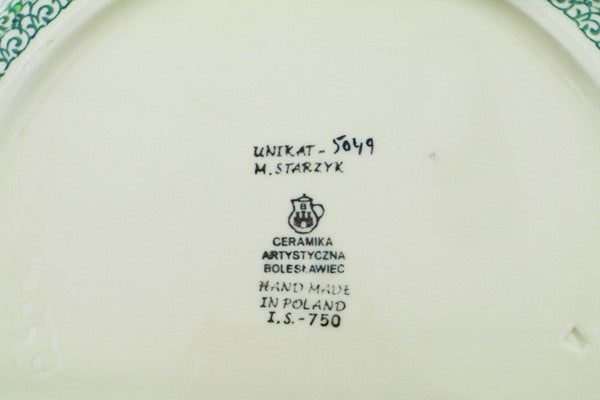 UNIKAT - 5049
M. STARZYK
B
CERAMIKA
ARTYSTYCZNA
BOLESŁAWIEC
HAND MADE
IN POLAND
I.S.-750